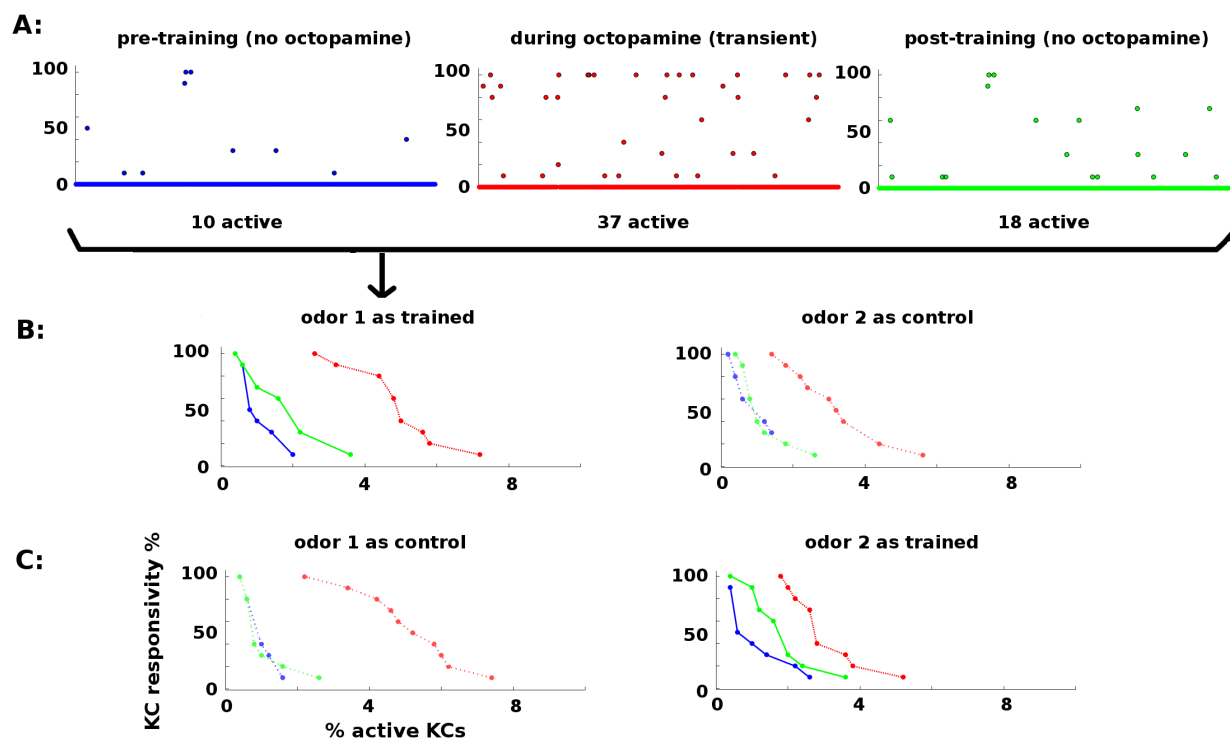 A:
pre-training (no octopamine) during octopamine (transient) post-training (no octopamine)
100 100 100
50 50 50
0 0 0
10 active 37 active 18 active
B:
odor 1 as trained odor 2 as control
100 100
50 50
0 0
0 4 8 0 4 8
C:
odor 1 as control odor 2 as trained
KC responsivity %
100 100
50 50
0 0
0 4 8 0 4 8
% active KCs